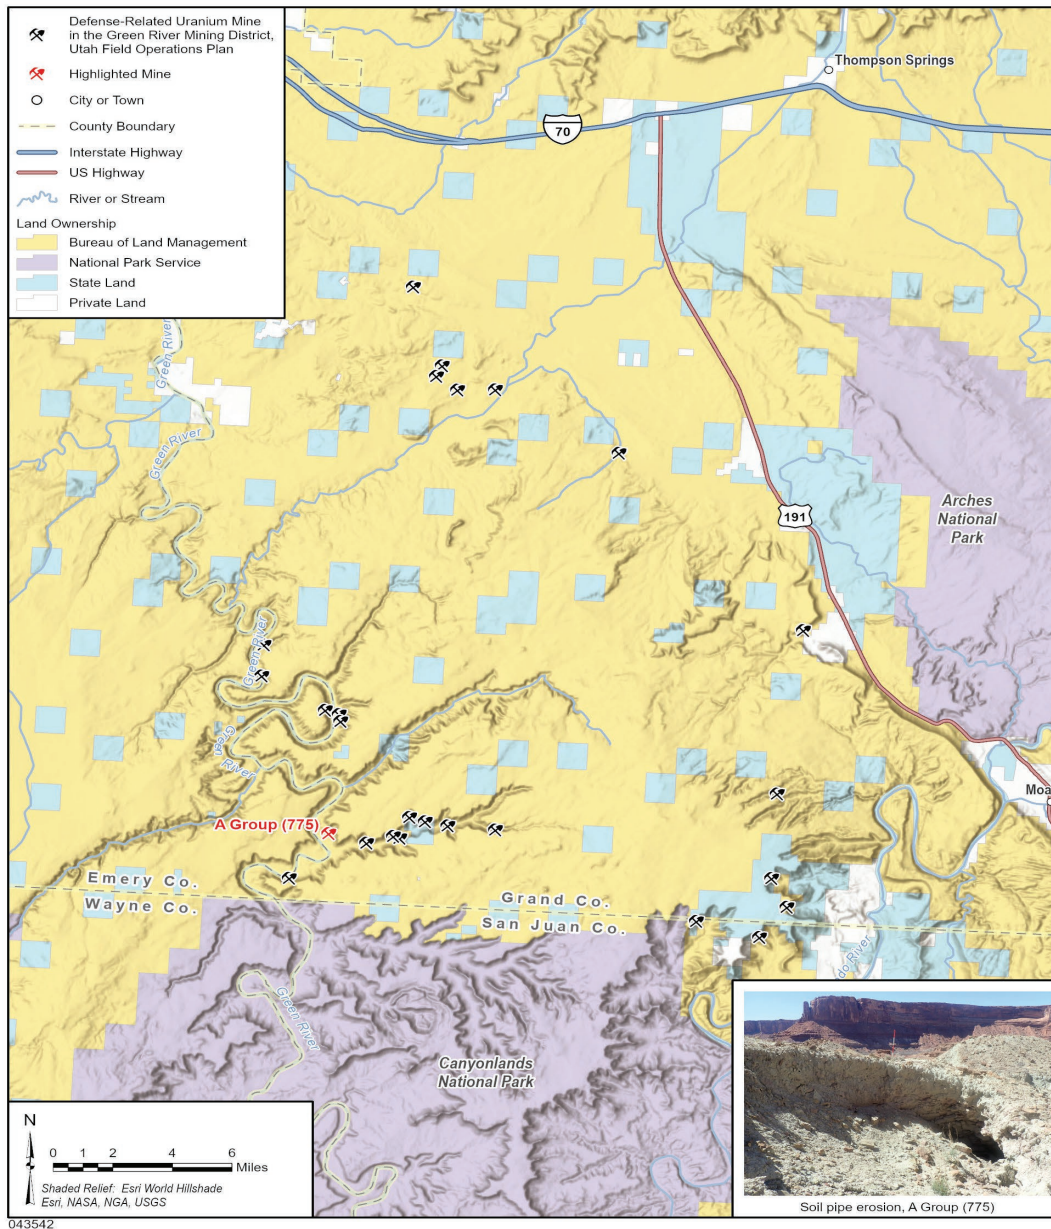 Defense-Related Uranium Mine
in the Green River Mining District,
Utah Field Operations Plan
Highlighted Mine
City or Town
County Boundary
Interstate Highway
US Highway
River or Stream
Land Ownership
Bureau of Land Management
National Park Service
State Land
Private Land
Thompson Springs
70
Green River
Green River
191
Arches
National
Park
Green River
Green
River
Moa
A Group (775)
Emery Co.
Wayne Co.
Grand Co.
San Juan Co.
do River
Green River
Canyonlands
National Park
N
0 1 2 4 6
Miles
Shaded Relief: Esri World Hillshade
Esri, NASA, NGA, USGS
Soil pipe erosion, A Group (775)
043542